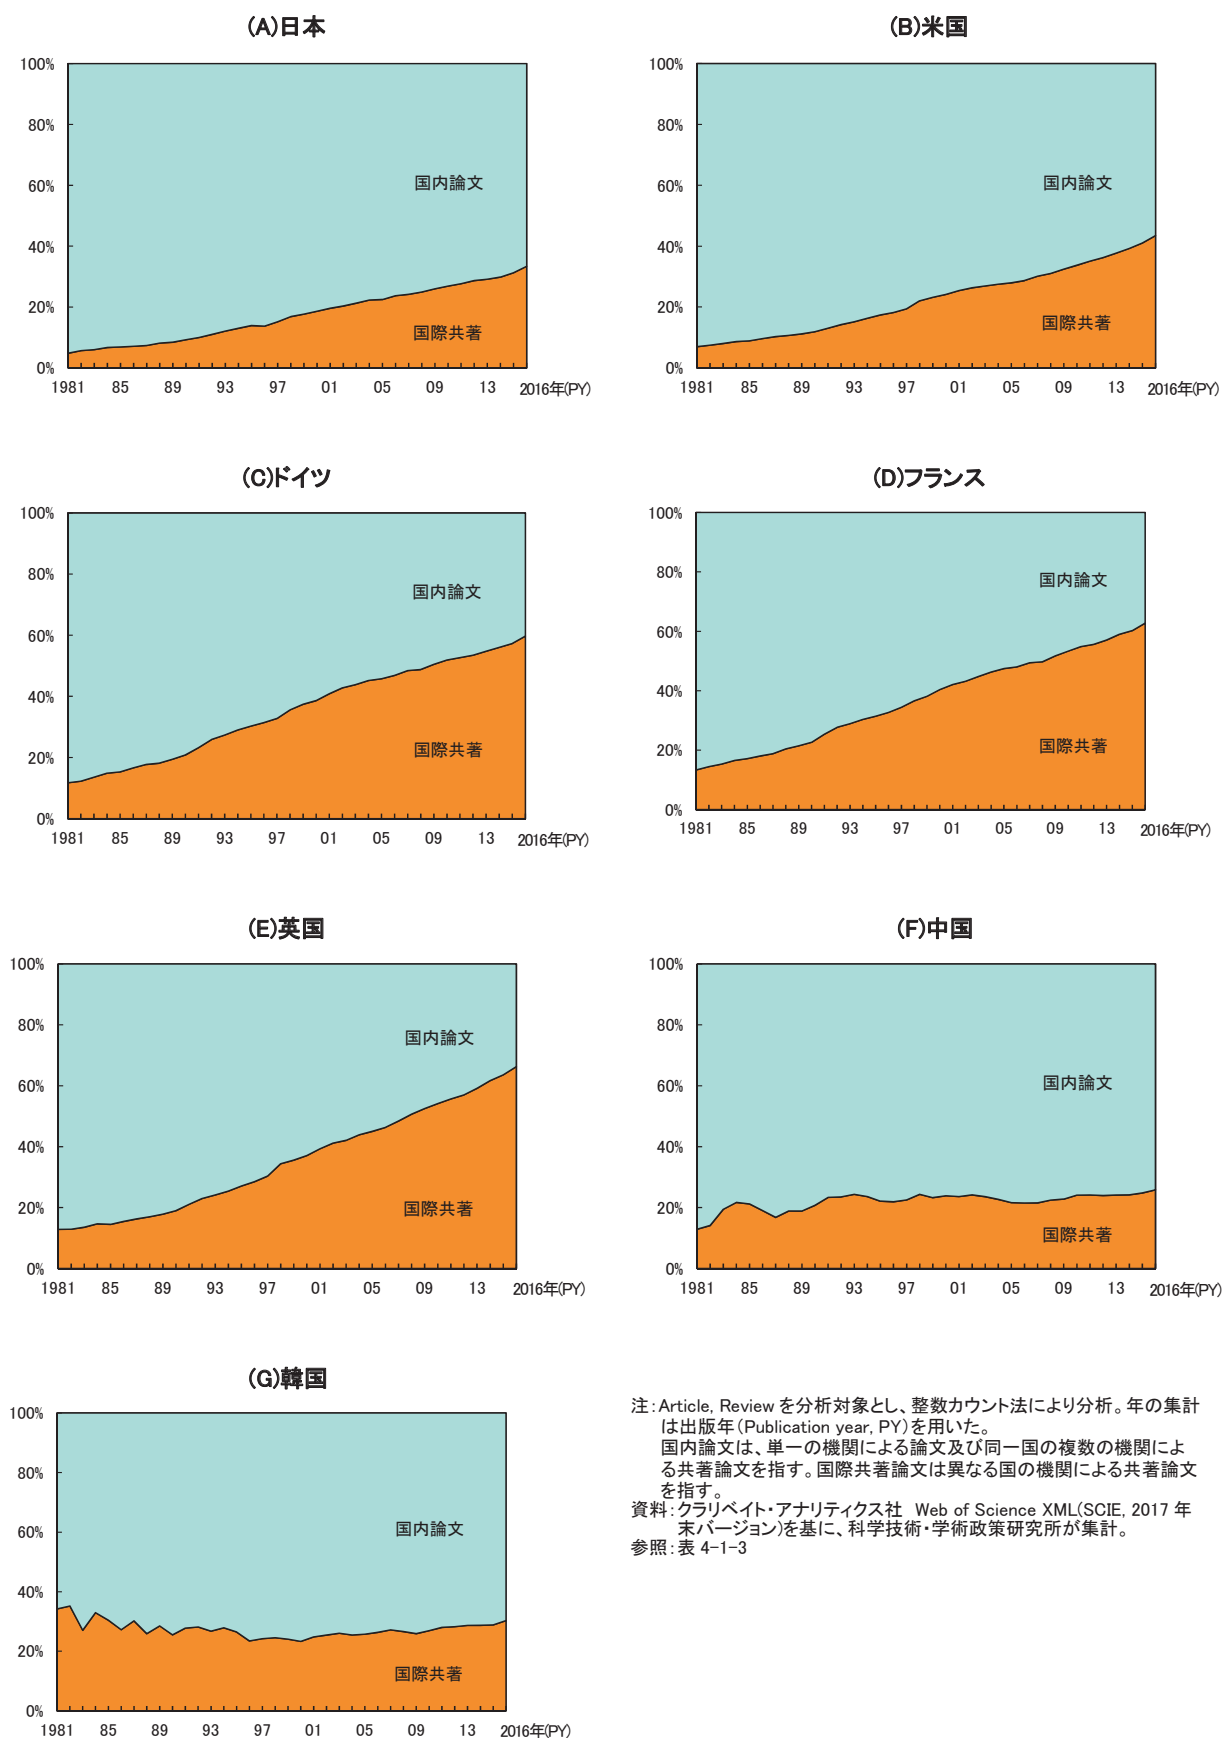 (A)日本
100%
80%
60%
40%
20%
0%
国内論文
国際共著
1981 85 89 93 97 01 05 09 13 2016年(PY)
(B)米国
100%
80%
60%
40%
20%
0%
国内論文
国際共著
1981 85 89 93 97 01 05 09 13 2016年(PY)
(C)ドイツ
100%
80%
60%
40%
20%
0%
国内論文
国際共著
1981 85 89 93 97 01 05 09 13 2016年(PY)
(D)フランス
100%
80%
60%
40%
20%
0%
国内論文
国際共著
1981 85 89 93 97 01 05 09 13 2016年(PY)
(E)英国
100%
80%
60%
40%
20%
0%
国内論文
国際共著
1981 85 89 93 97 01 05 09 13 2016年(PY)
(F)中国
100%
80%
60%
40%
20%
0%
国内論文
国際共著
1981 85 89 93 97 01 05 09 13 2016年(PY)
(G)韓国
100%
80%
60%
40%
20%
0%
国内論文
国際共著
1981 85 89 93 97 01 05 09 13 2016年(PY)
注：Article, Review を分析対象とし、整数カウント法により分析。年の集計
は出版年(Publication year, PY)を用いた。
国内論文は、単一の機関による論文及び同一国の複数の機関によ
る共著論文を指す。国際共著論文は異なる国の機関による共著論文
を指す。
資料：クラリベイト・アナリティクス社 Web of Science XML(SCIE, 2017 年
末バージョン)を基に、科学技術・学術政策研究所が集計。
参照：表 4-1-3